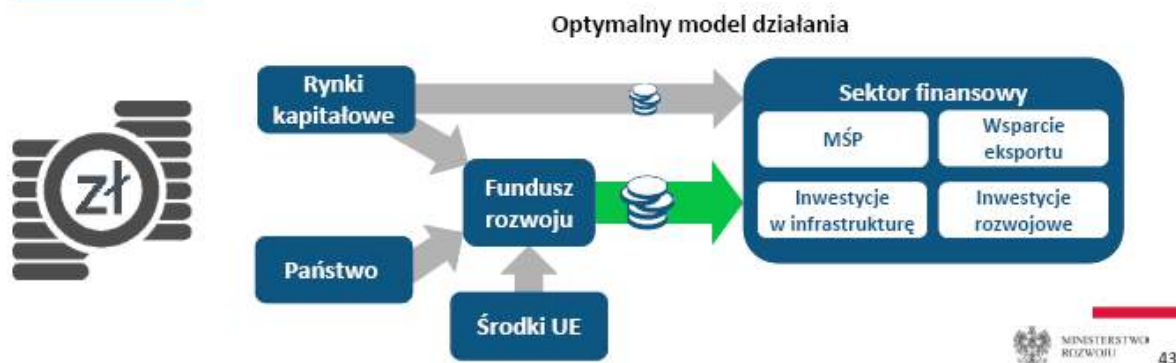 Optymalny model działania
Rynki
kapitałowe
Sektor finansowy
MŚP
Wsparcie
eksportu
zł
Fundusz
rozwoju
Inwestycje
w infrastrukturę
Inwestycje
rozwojowe
Państwo
Środki UE
MINISTERSTWO
ROZWOJU
43